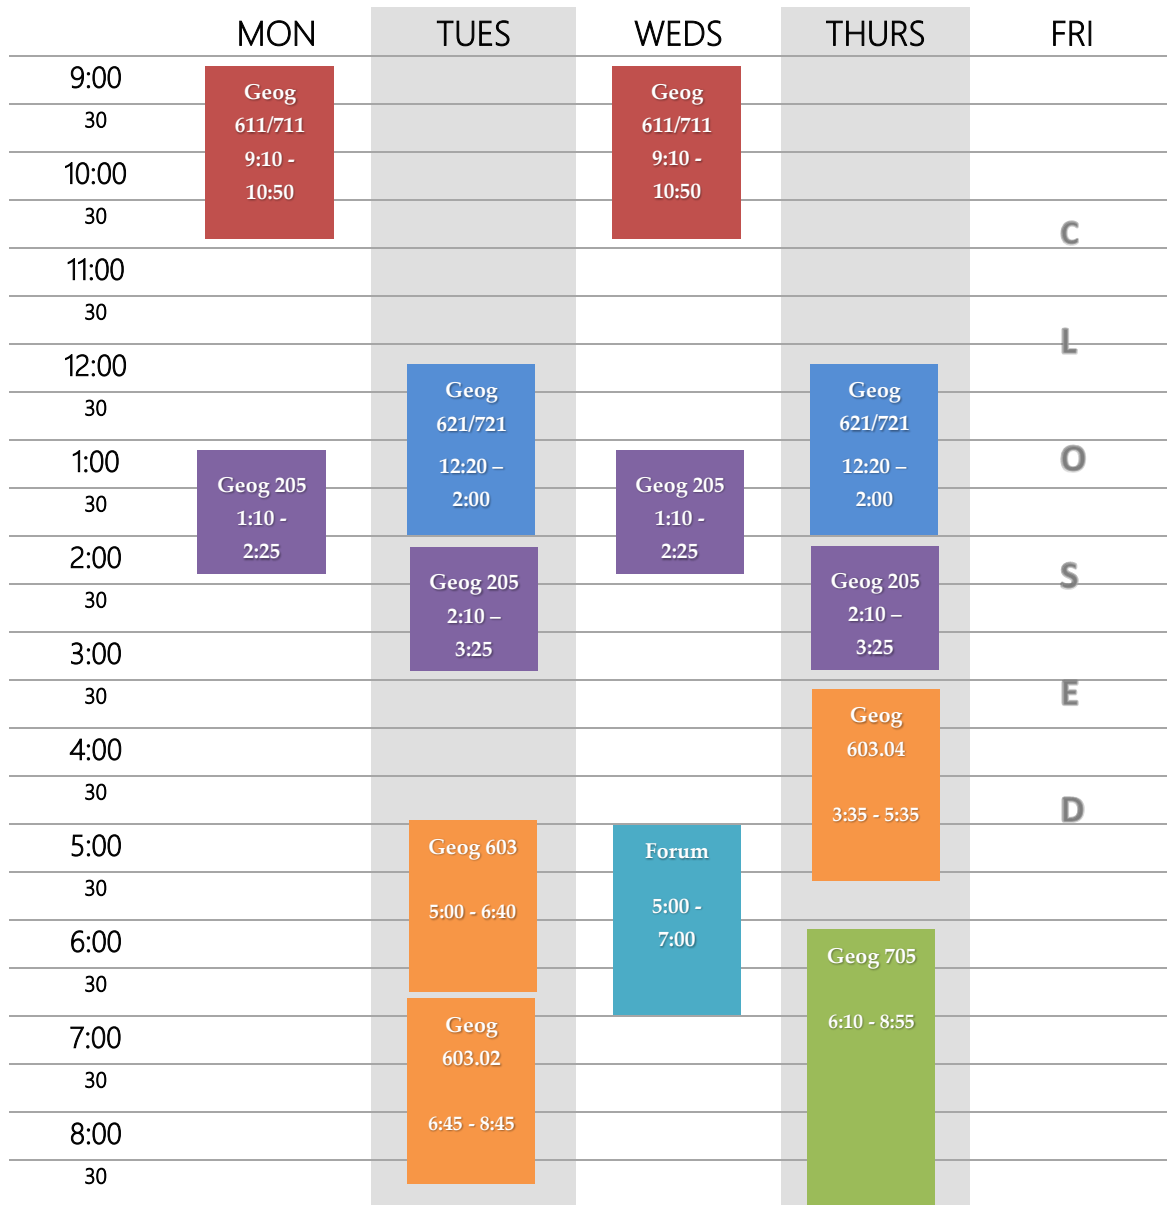 MON TUES WEDS THURS FRI
9:00
30
10:00
30
11:00
30
12:00
30
1:00
30
2:00
30
3:00
30
4:00
30
5:00
30
6:00
30
7:00
30
8:00
30
Geog
611/711
9:10 -
10:50
Geog 205
1:10 -
2:25
Geog
621/721
12:20 –
2:00
Geog 205
2:10 –
3:25
Geog 603
5:00 - 6:40
Geog
603.02
6:45 - 8:45
Geog
611/711
9:10 -
10:50
Geog 205
1:10 -
2:25
Forum
5:00 -
7:00
Geog
621/721
12:20 –
2:00
Geog 205
2:10 –
3:25
Geog
603.04
3:35 - 5:35
Geog 705
6:10 - 8:55
C
L
O
S
E
D